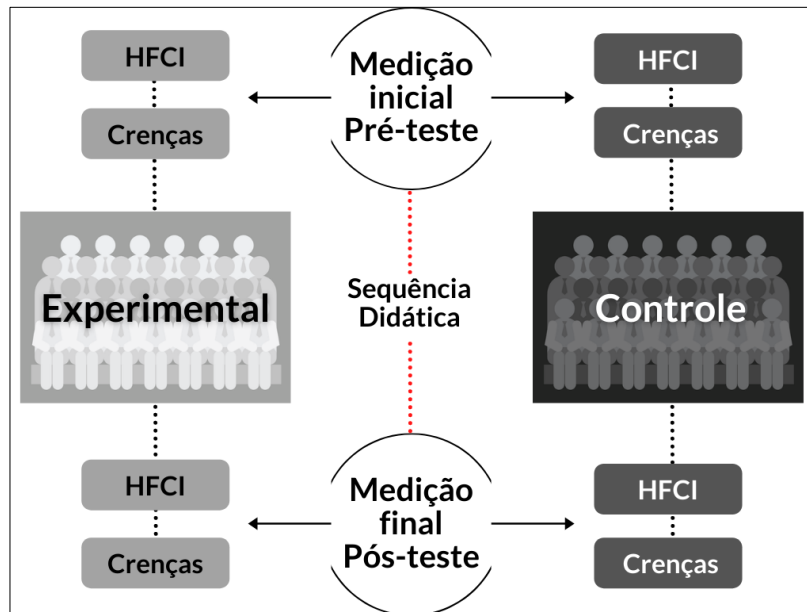 HFCI
Crenças
Medição
inicial
Pré-teste
HFCI
Crenças
Experimental
Sequência
Didática
Controle
HFCI
Crenças
Medição
final
Pós-teste
HFCI
Crenças